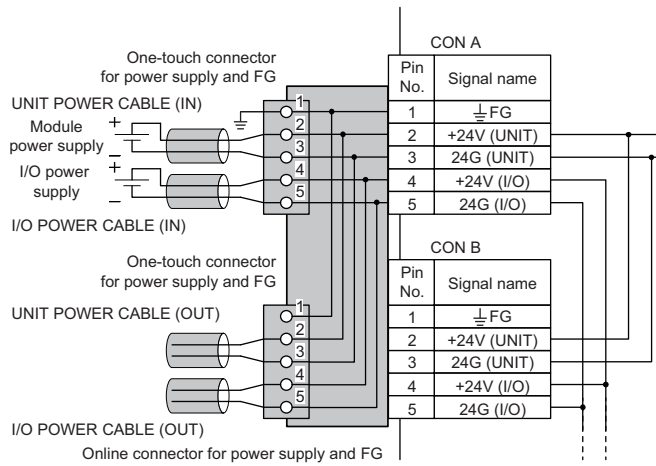 CON A
One-touch connector
for power supply and FG
Pin No. Signal name
UNIT POWER CABLE (IN)
Module
power supply
+
−
I/O power
supply
+
−
I/O POWER CABLE (IN)
1
2
3
4
5
1 FG
2 +24V (UNIT)
3 24G (UNIT)
4 +24V (I/O)
5 24G (I/O)
CON B
One-touch connector
for power supply and FG
Pin No. Signal name
UNIT POWER CABLE (OUT)
1
2
3
4
5
1 FG
2 +24V (UNIT)
3 24G (UNIT)
4 +24V (I/O)
5 24G (I/O)
I/O POWER CABLE (OUT)
Online connector for power supply and FG